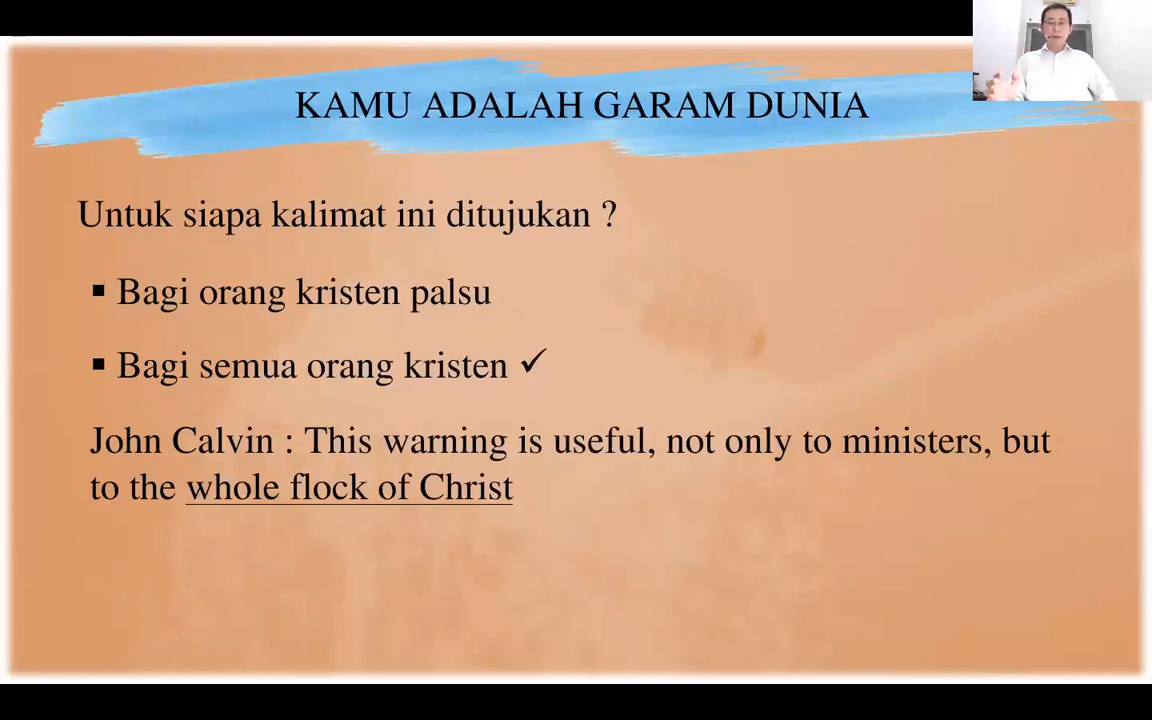 KAMU ADALAH GARAM DUNIA
Untuk siapa kalimat ini ditujukan ?
▪ Bagi orang kristen palsu
▪ Bagi semua orang kristen ✓
John Calvin : This warning is useful, not only to ministers, but
to the whole flock of Christ